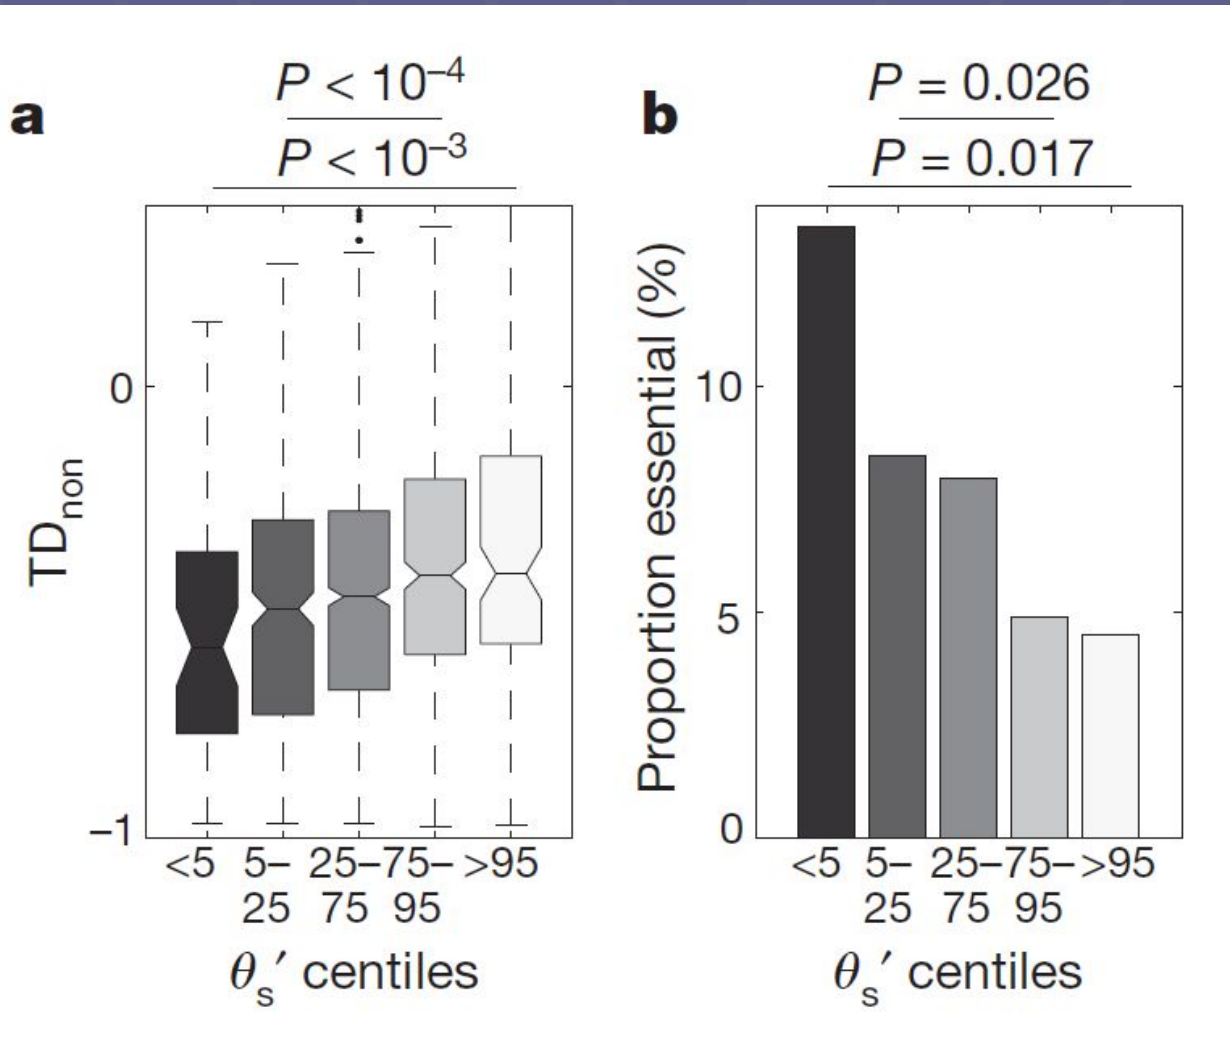 a
P < 10⁻⁴
P < 10⁻³
TDnon
0
–1
<5 5– 25– 75– >95
25 75 95
θs′ centiles
b
P = 0.026
P = 0.017
Proportion essential (%)
10
5
0
<5 5– 25– 75– >95
25 75 95
θs′ centiles